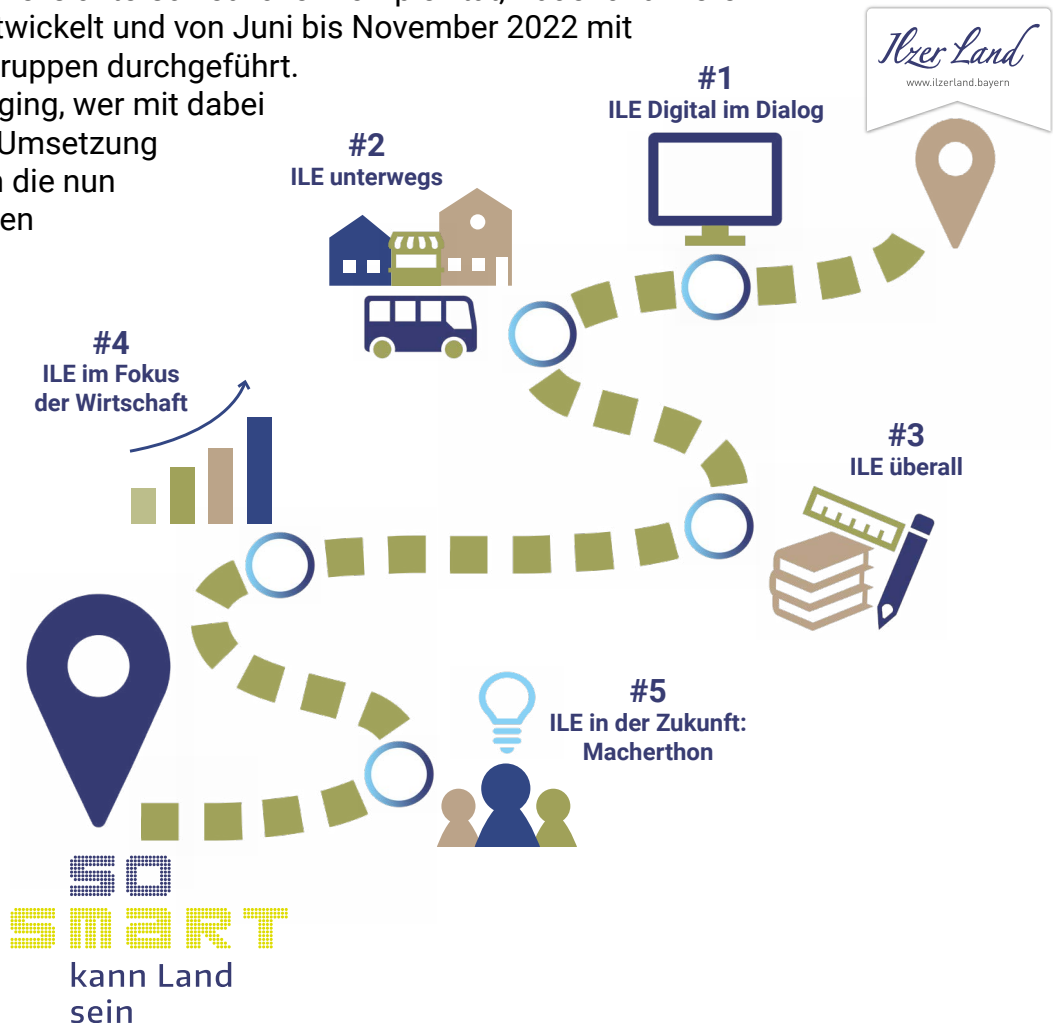 twickelt und von Juni bis November 2022 mit
ruppen durchgeführt.
ging, wer mit dabei
Umsetzung
die nun
en
Ilzer Land
www.ilzerland.bayern
#1
ILE Digital im Dialog
#2
ILE unterwegs
#3
ILE überall
#4
ILE im Fokus
der Wirtschaft
#5
ILE in der Zukunft:
Macherthon
so
smart
kann Land
sein